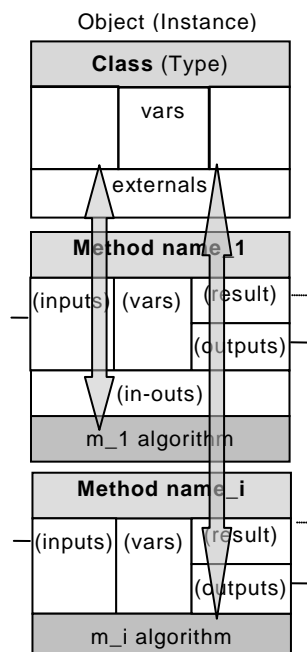 Object (Instance)
Class (Type)
vars
externals
Method name_1
(inputs) (vars) (result)
(outputs)
(in-outs)
m_1 algorithm
Method name_i
(inputs) (vars) (result)
(outputs)
m_i algorithm